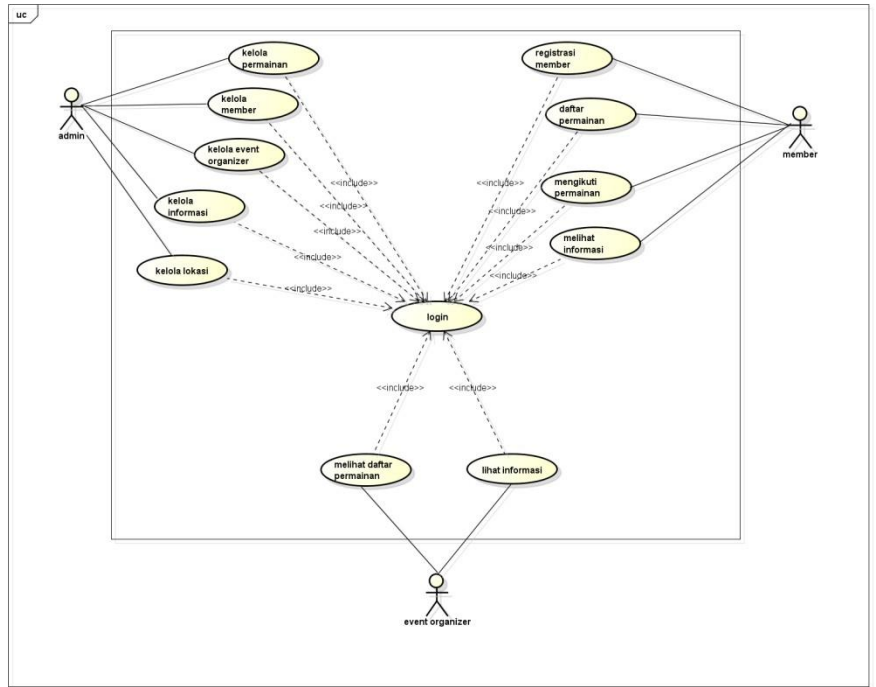 uc
kelola
permainan
registrasi
member
kelola
member
daftar
permainan
admin
member
kelola event
organizer
<<include>>
<<include>>
mengikuti
permainan
kelola
informasi
<<include>>
<<include>>
melihat
informasi
<<include>>
<<include>>
kelola lokasi
<<include>>
<<include>>
<<include>>
login
<<include>>
<<include>>
melihat daftar
permainan
lihat informasi
event organizer